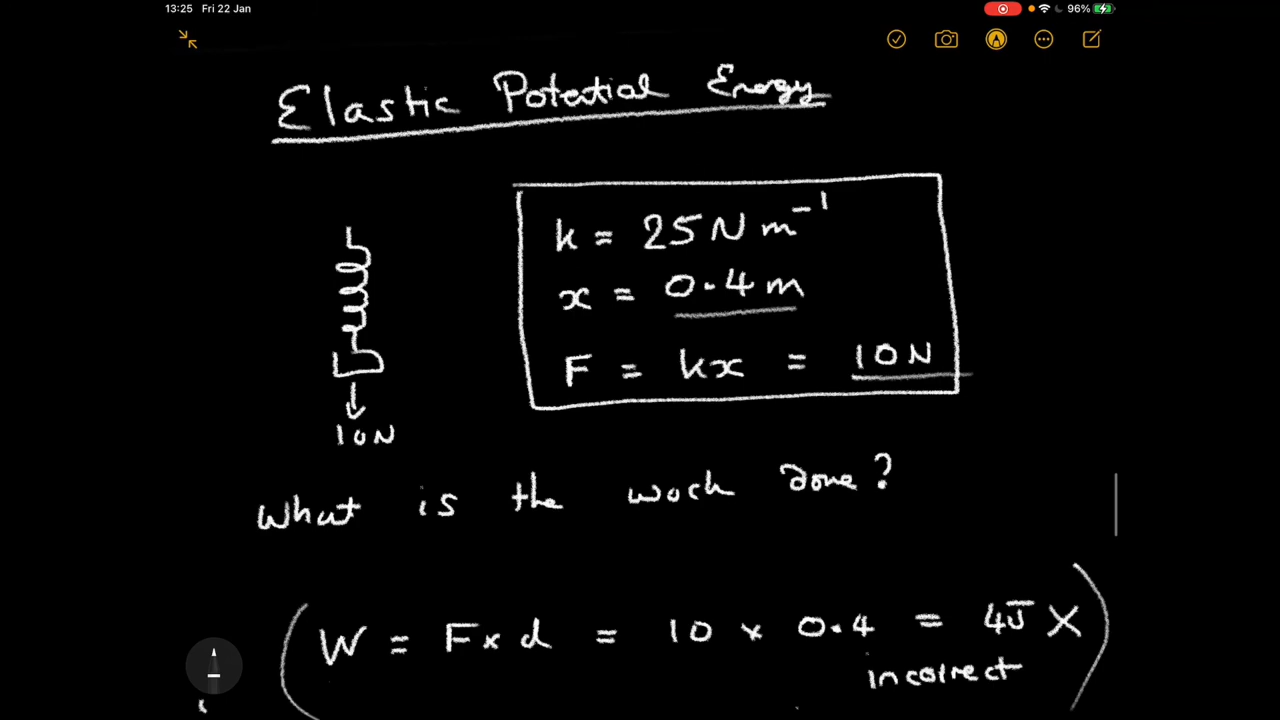 13:25 Fri 22 Jan 96%
Elastic Potential Energy
k = 25 N m⁻¹
x = 0.4 m
F = kx = 10 N
10N
What is the work done?
(W = F x d = 10 x 0.4 = 4J X)
incorrect